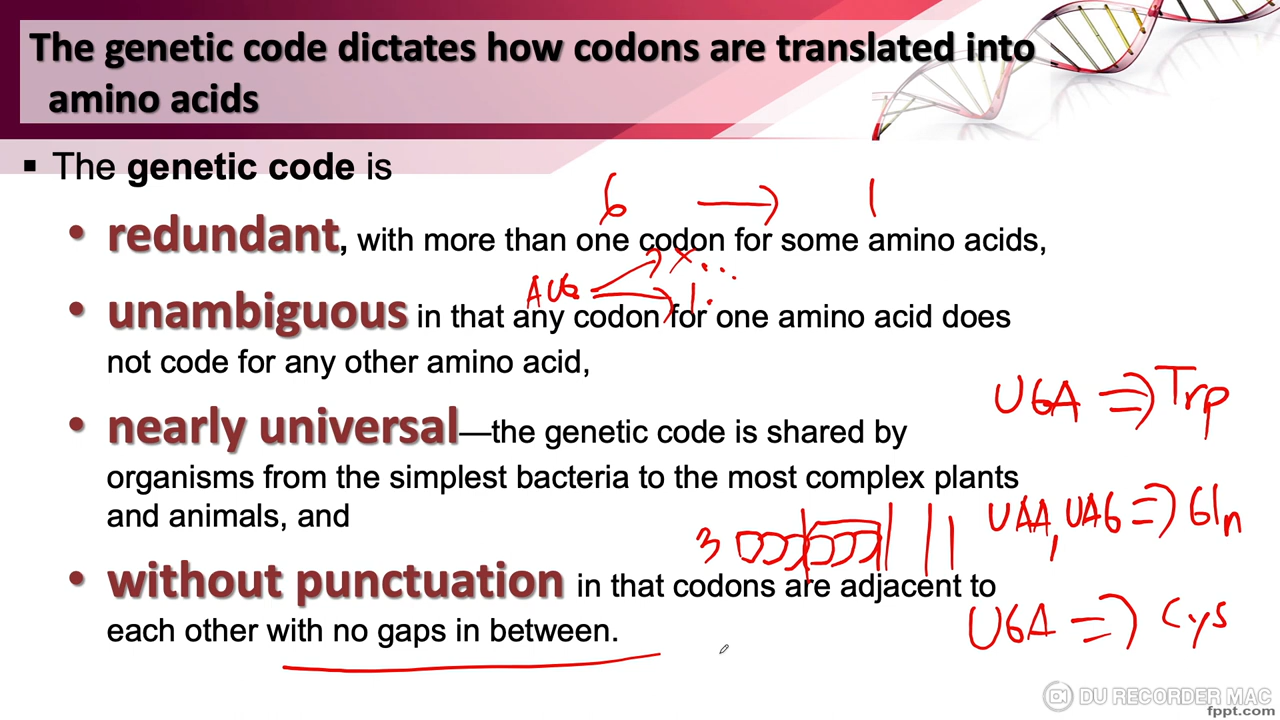 The genetic code dictates how codons are translated into
amino acids
▪ The genetic code is
6 → 1
• redundant, with more than one codon for some amino acids,
AUG → x ...
→ 1.
• unambiguous in that any codon for one amino acid does
not code for any other amino acid,
UGA ⇒ Trp
• nearly universal—the genetic code is shared by
organisms from the simplest bacteria to the most complex plants
and animals, and
UAA, UAG ⇒ Gln
3
• without punctuation in that codons are adjacent to
each other with no gaps in between.
UGA ⇒ Cys
DU RECORDER MAC
fppt.com